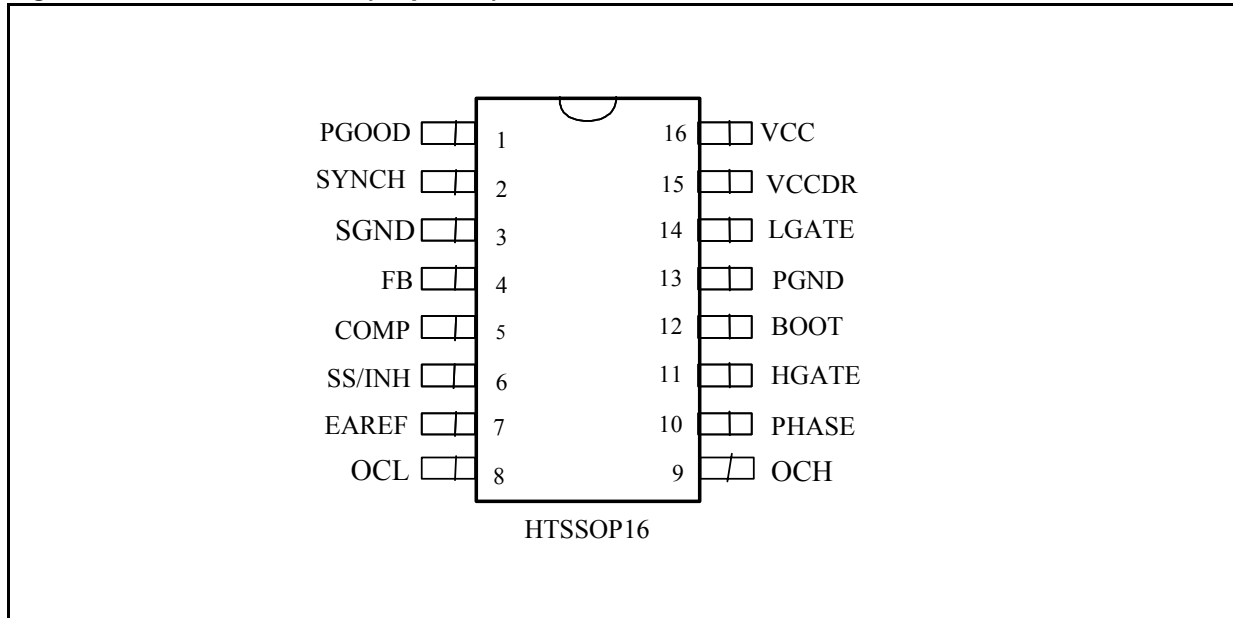 PGOOD 1 16 VCC
SYNCH 2 15 VCCDR
SGND 3 14 LGATE
FB 4 13 PGND
COMP 5 12 BOOT
SS/INH 6 11 HGATE
EAREF 7 10 PHASE
OCL 8 9 OCH
HTSSOP16